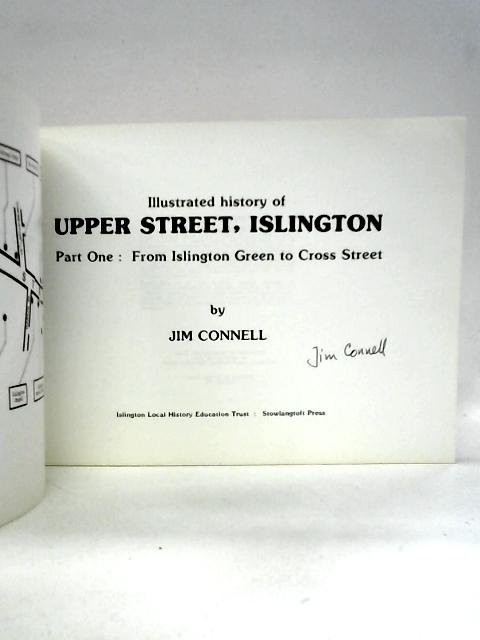 Illustrated history of
UPPER STREET, ISLINGTON
Part One : From Islington Green to Cross Street
by
JIM CONNELL
Jim Connell
Islington Local History Education Trust : Stowlangtoft Press